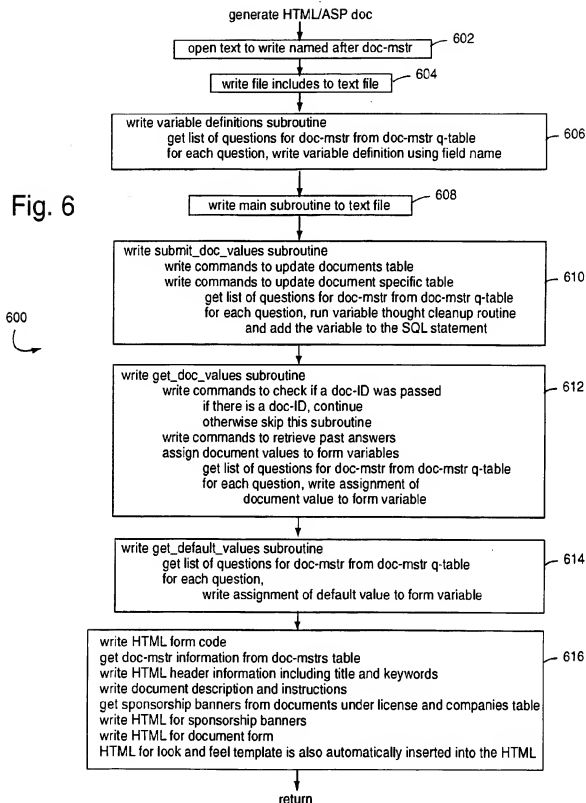 generate HTML/ASP doc
open text to write named after doc-mstr
602
write file includes to text file
604
write variable definitions subroutine
get list of questions for doc-mstr from doc-mstr q-table
for each question, write variable definition using field name
606
Fig. 6
write main subroutine to text file
608
write submit_doc_values subroutine
write commands to update documents table
write commands to update document specific table
get list of questions for doc-mstr from doc-mstr q-table
for each question, run variable thought cleanup routine
and add the variable to the SQL statement
610
600
write get_doc_values subroutine
write commands to check if a doc-ID was passed
if there is a doc-ID, continue
otherwise skip this subroutine
write commands to retrieve past answers
assign document values to form variables
get list of questions for doc-mstr from doc-mstr q-table
for each question, write assignment of
document value to form variable
612
write get_default_values subroutine
get list of questions for doc-mstr from doc-mstr q-table
for each question,
write assignment of default value to form variable
614
write HTML form code
get doc-mstr information from doc-mstrs table
write HTML header information including title and keywords
write document description and instructions
get sponsorship banners from documents under license and companies table
write HTML for sponsorship banners
write HTML for document form
HTML for look and feel template is also automatically inserted into the HTML
616
return